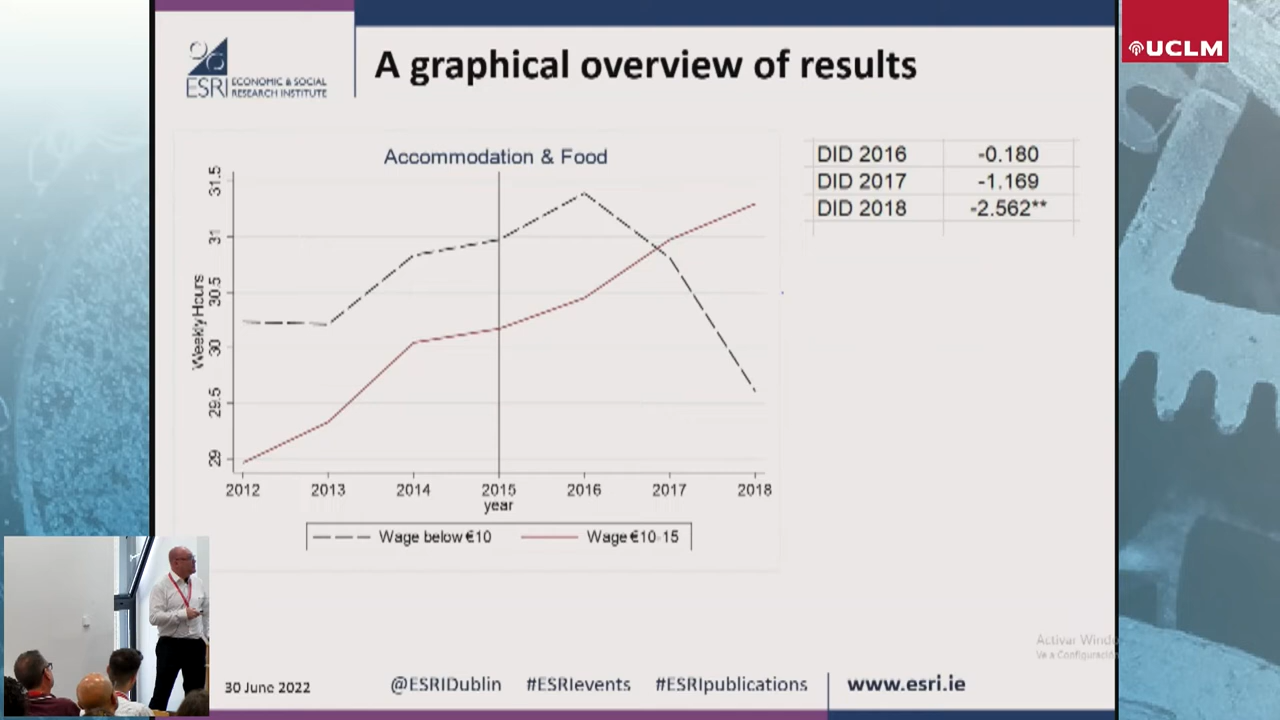 A graphical overview of results
ESRI
ECONOMIC & SOCIAL
RESEARCH INSTITUTE
UCLM
Accommodation & Food
DID 2016 -0.180
DID 2017 -1.169
DID 2018 -2.562**
Weekly Hours
31.5
31
30.5
30
29.5
29
2012 2013 2014 2015 2016 2017 2018
year
Wage below €10 Wage €10-15
Activar Windo
Ve a Configuración
30 June 2022 @ESRIDublin #ESRIevents #ESRIpublications www.esri.ie